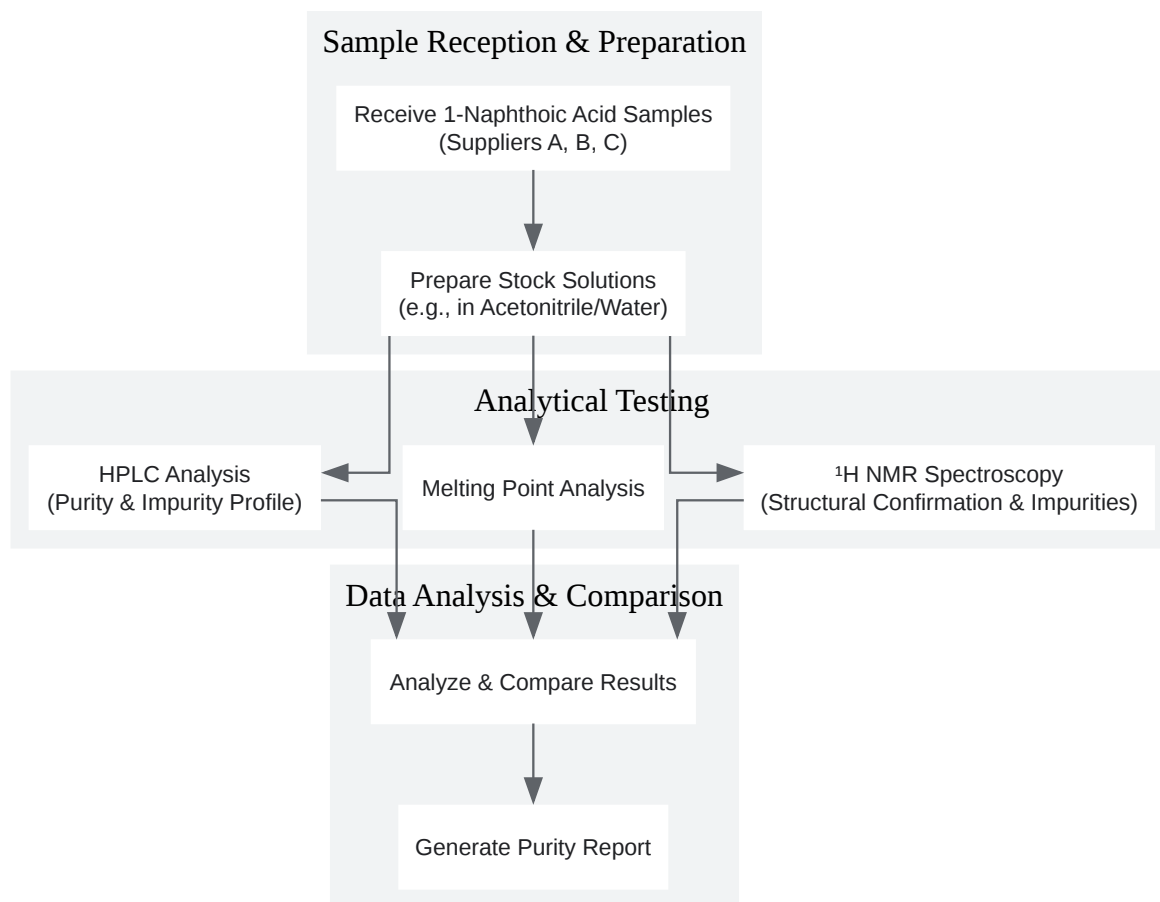 Sample Reception & Preparation
Receive 1-Naphthoic Acid Samples
(Suppliers A, B, C)
Prepare Stock Solutions
(e.g., in Acetonitrile/Water)
Analytical Testing
HPLC Analysis
(Purity & Impurity Profile)
Melting Point Analysis
¹H NMR Spectroscopy
(Structural Confirmation & Impurities)
Data Analysis & Comparison
Analyze & Compare Results
Generate Purity Report